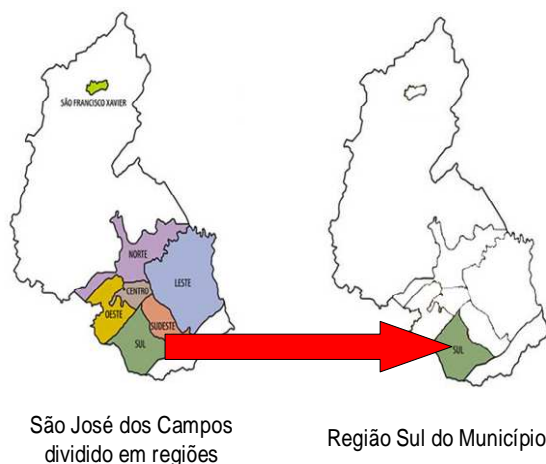 SÃO FRANCISCO XAVIER
NORTE
LESTE
CENTRO
OESTE
SUDESTE
SUL
SUL
São José dos Campos
dividido em regiões
Região Sul do Município